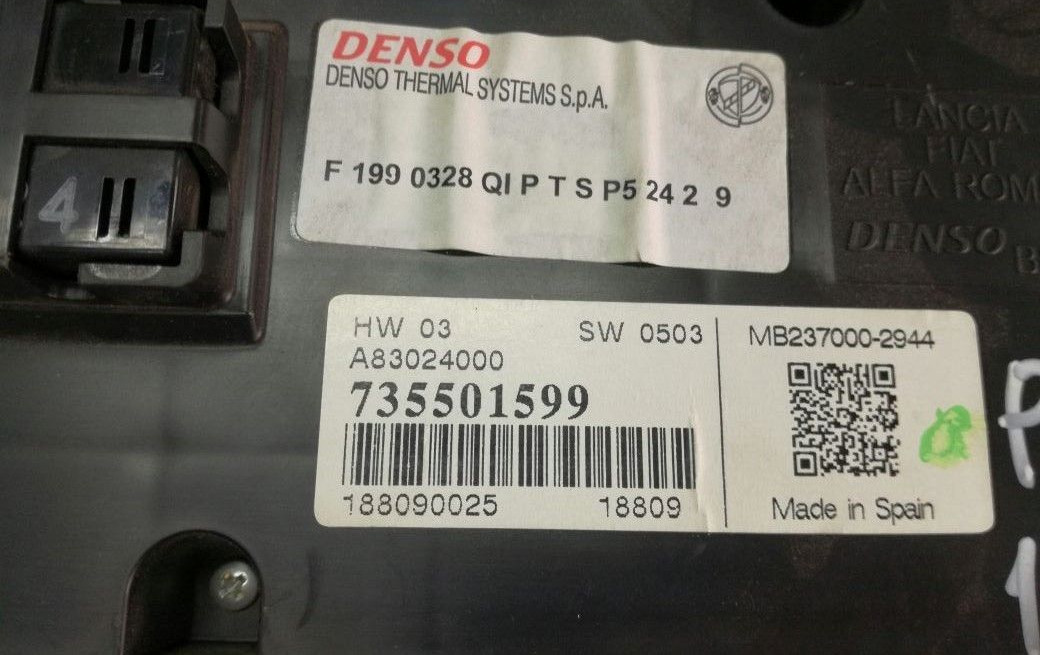 DENSO
DENSO THERMAL SYSTEMS S.p.A.
F 199 0328 QI P T S P5 24 2 9
LANCIA
FIAT
ALFA ROM
DENSO
4
HW 03 SW 0503
A83024000
735501599
188090025 18809
MB237000-2944
Made in Spain
P
1